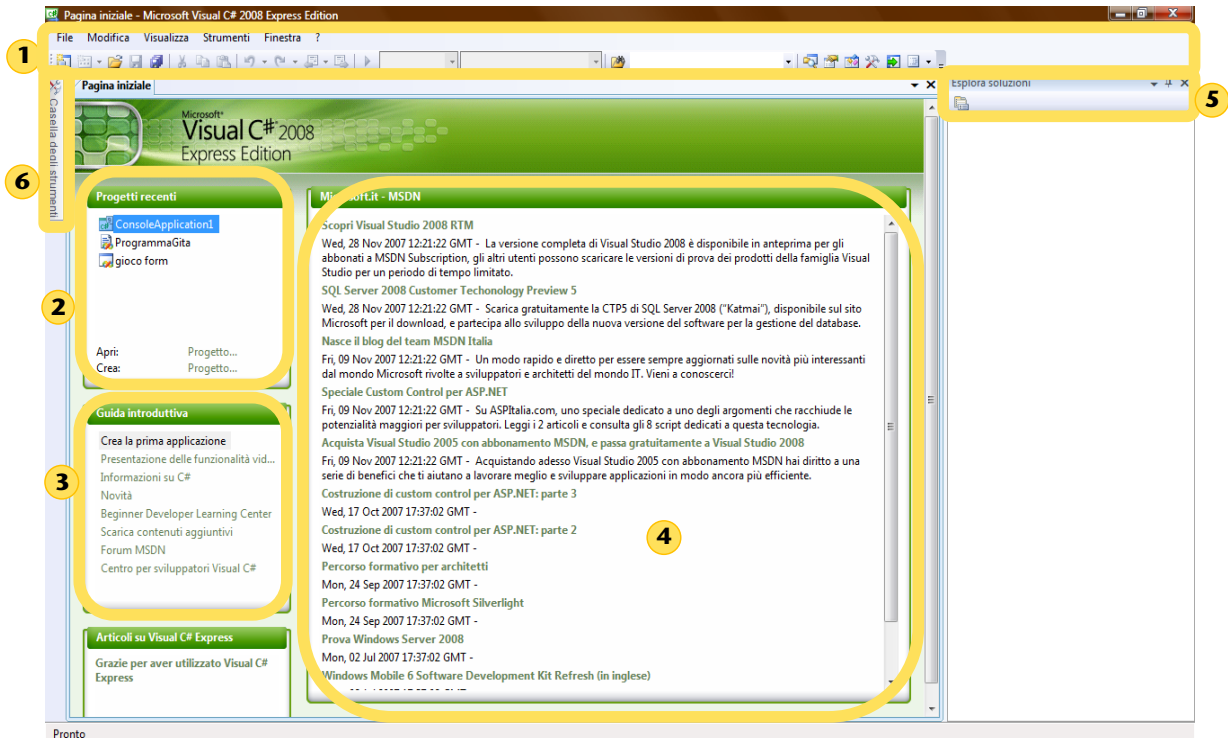 Pagina iniziale - Microsoft Visual C# 2008 Express Edition
File Modifica Visualizza Strumenti Finestra ?
1
Casella degli strumenti
6
Pagina iniziale
Esplora soluzioni
5
Microsoft®
Visual C# 2008
Express Edition
Progetti recenti
ConsoleApplication1
ProgrammaGita
gioco form
2
Apri: Progetto...
Crea: Progetto...
Guida introduttiva
Crea la prima applicazione
Presentazione delle funzionalità vid...
Informazioni su C#
3
Novità
Beginner Developer Learning Center
Scarica contenuti aggiuntivi
Forum MSDN
Centro per sviluppatori Visual C#
Articoli su Visual C# Express
Grazie per aver utilizzato Visual C#
Express
Microsoft.it - MSDN
Scopri Visual Studio 2008 RTM
Wed, 28 Nov 2007 12:21:22 GMT - La versione completa di Visual Studio 2008 è disponibile in anteprima per gli
abbonati a MSDN Subscription, gli altri utenti possono scaricare le versioni di prova dei prodotti della famiglia Visual
Studio per un periodo di tempo limitato.
SQL Server 2008 Customer Techonology Preview 5
Wed, 28 Nov 2007 12:21:22 GMT - Scarica gratuitamente la CTP5 di SQL Server 2008 ("Katmai"), disponibile sul sito
Microsoft per il download, e partecipa allo sviluppo della nuova versione del software per la gestione del database.
Nasce il blog del team MSDN Italia
Fri, 09 Nov 2007 12:21:22 GMT - Un modo rapido e diretto per essere sempre aggiornati sulle novità più interessanti
dal mondo Microsoft rivolte a sviluppatori e architetti del mondo IT. Vieni a conoscerci!
Speciale Custom Control per ASP.NET
Fri, 09 Nov 2007 12:21:22 GMT - Su ASPItalia.com, uno speciale dedicato a uno degli argomenti che racchiude le
potenzialità maggiori per sviluppatori. Leggi i 2 articoli e consulta gli 8 script dedicati a questa tecnologia.
Acquista Visual Studio 2005 con abbonamento MSDN, e passa gratuitamente a Visual Studio 2008
Fri, 09 Nov 2007 12:21:22 GMT - Acquistando adesso Visual Studio 2005 con abbonamento MSDN hai diritto a una
serie di benefici che ti aiutano a lavorare meglio e sviluppare applicazioni in modo ancora più efficiente.
Costruzione di custom control per ASP.NET: parte 3
Wed, 17 Oct 2007 17:37:02 GMT -
Costruzione di custom control per ASP.NET: parte 2
4
Wed, 17 Oct 2007 17:37:02 GMT -
Percorso formativo per architetti
Mon, 24 Sep 2007 17:37:02 GMT -
Percorso formativo Microsoft Silverlight
Mon, 24 Sep 2007 17:37:02 GMT -
Prova Windows Server 2008
Mon, 02 Jul 2007 17:37:02 GMT -
Windows Mobile 6 Software Development Kit Refresh (in inglese)
Pronto